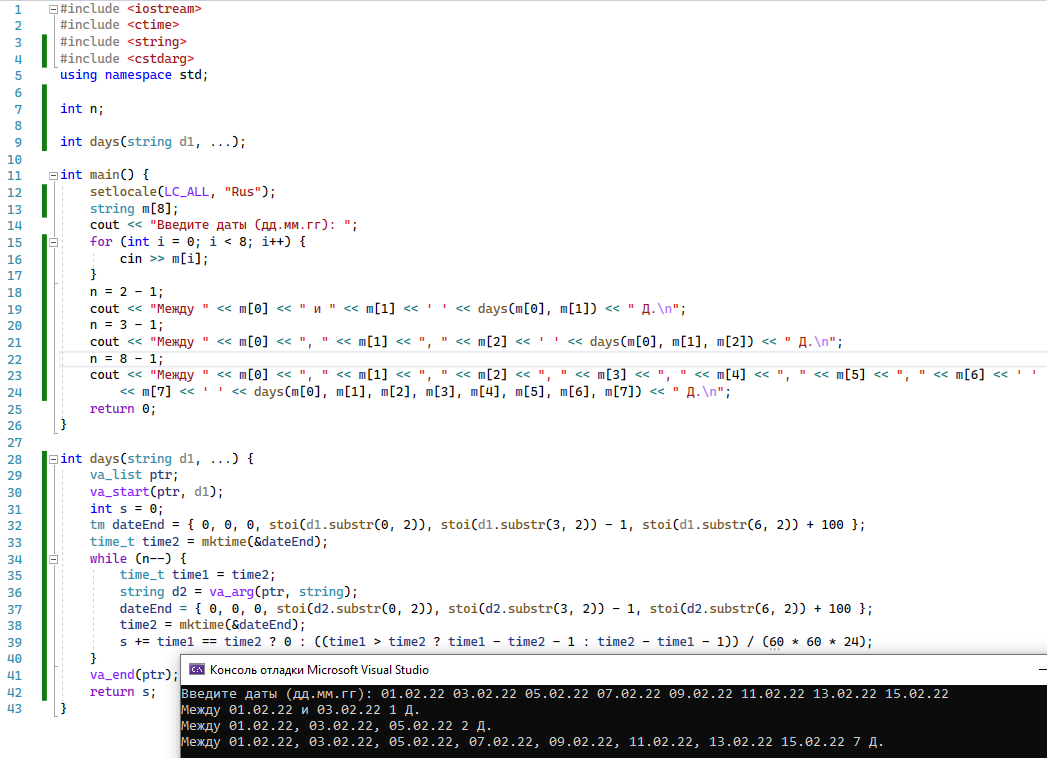 1 #include <iostream>
2 #include <ctime>
3 #include <string>
4 #include <cstdarg>
5 using namespace std;
6
7 int n;
8
9 int days(string d1, ...);
10
11 int main() {
12 setlocale(LC_ALL, "Rus");
13 string m[8];
14 cout << "Введите даты (дд.мм.гг): ";
15 for (int i = 0; i < 8; i++) {
16 cin >> m[i];
17 }
18 n = 2 - 1;
19 cout << "Между " << m[0] << " и " << m[1] << ' ' << days(m[0], m[1]) << " Д.\n";
20 n = 3 - 1;
21 cout << "Между " << m[0] << ", " << m[1] << ", " << m[2] << ' ' << days(m[0], m[1], m[2]) << " Д.\n";
22 n = 8 - 1;
23 cout << "Между " << m[0] << ", " << m[1] << ", " << m[2] << ", " << m[3] << ", " << m[4] << ", " << m[5] << ", " << m[6] << ' '
24 << m[7] << ' ' << days(m[0], m[1], m[2], m[3], m[4], m[5], m[6], m[7]) << " Д.\n";
25 return 0;
26 }
27
28 int days(string d1, ...) {
29 va_list ptr;
30 va_start(ptr, d1);
31 int s = 0;
32 tm dateEnd = { 0, 0, 0, stoi(d1.substr(0, 2)), stoi(d1.substr(3, 2)) - 1, stoi(d1.substr(6, 2)) + 100 };
33 time_t time2 = mktime(&dateEnd);
34 while (n--) {
35 time_t time1 = time2;
36 string d2 = va_arg(ptr, string);
37 dateEnd = { 0, 0, 0, stoi(d2.substr(0, 2)), stoi(d2.substr(3, 2)) - 1, stoi(d2.substr(6, 2)) + 100 };
38 time2 = mktime(&dateEnd);
39 s += time1 == time2 ? 0 : ((time1 > time2 ? time1 - time2 - 1 : time2 - time1 - 1)) / (60 * 60 * 24);
40 }
41 va_end(ptr);
42 return s;
43 }
Консоль отладки Microsoft Visual Studio
Введите даты (дд.мм.гг): 01.02.22 03.02.22 05.02.22 07.02.22 09.02.22 11.02.22 13.02.22 15.02.22
Между 01.02.22 и 03.02.22 1 Д.
Между 01.02.22, 03.02.22, 05.02.22 2 Д.
Между 01.02.22, 03.02.22, 05.02.22, 07.02.22, 09.02.22, 11.02.22, 13.02.22 15.02.22 7 Д.